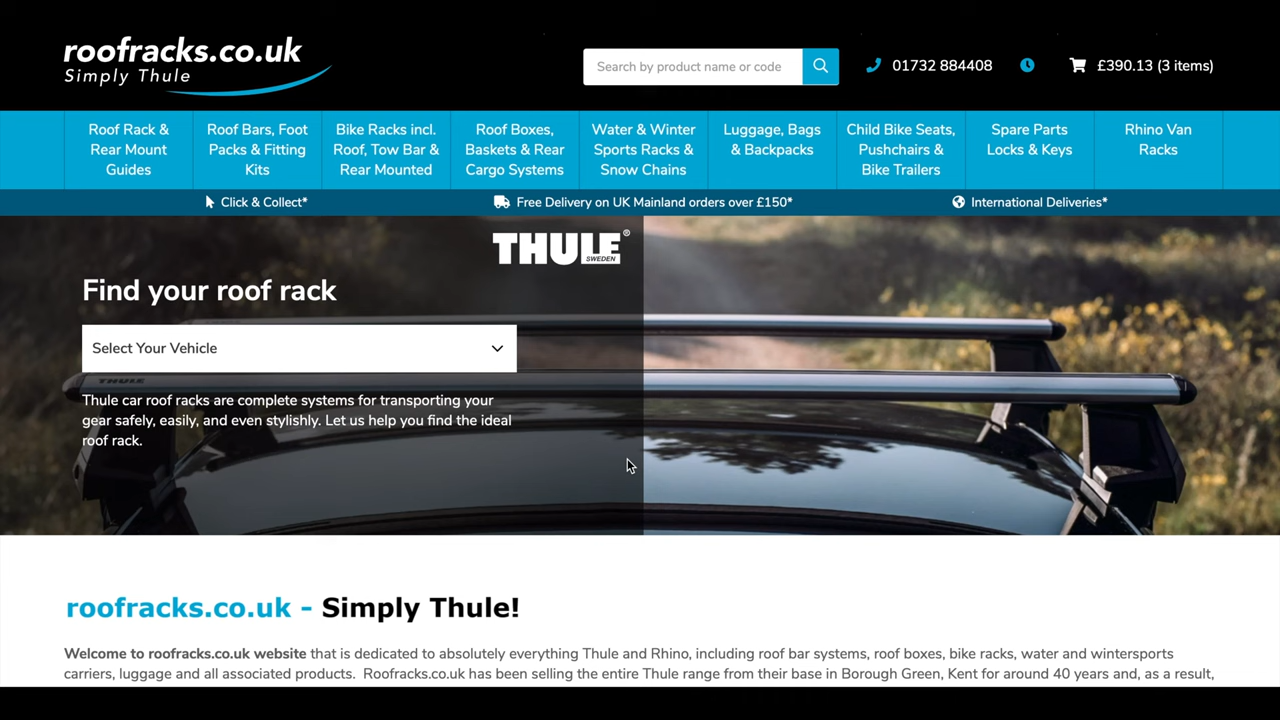 roofracks.co.uk
Simply Thule
Search by product name or code
01732 884408
£390.13 (3 items)
Roof Rack &
Rear Mount
Guides
Roof Bars, Foot
Packs & Fitting
Kits
Bike Racks incl.
Roof, Tow Bar &
Rear Mounted
Roof Boxes,
Baskets & Rear
Cargo Systems
Water & Winter
Sports Racks &
Snow Chains
Luggage, Bags
& Backpacks
Child Bike Seats,
Pushchairs &
Bike Trailers
Spare Parts
Locks & Keys
Rhino Van
Racks
Click & Collect*
Free Delivery on UK Mainland orders over £150*
International Deliveries*
THULE®
SWEDEN
Find your roof rack
Select Your Vehicle
THULE
Thule car roof racks are complete systems for transporting your
gear safely, easily, and even stylishly. Let us help you find the ideal
roof rack.
roofracks.co.uk - Simply Thule!
Welcome to roofracks.co.uk website that is dedicated to absolutely everything Thule and Rhino, including roof bar systems, roof boxes, bike racks, water and wintersports
carriers, luggage and all associated products. Roofracks.co.uk has been selling the entire Thule range from their base in Borough Green, Kent for around 40 years and, as a result,